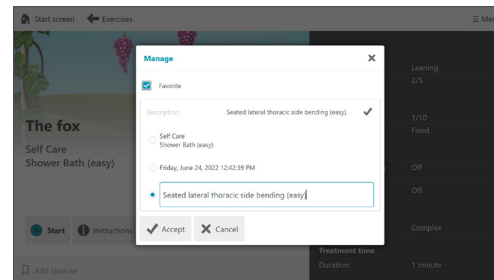 Start screen
Exercises
Men
Manage
Favorite
Description:
Seated lateral thoracic side bending (easy)
Self Care
Shower Bath (easy)
Friday, June 24, 2022 12:42:39 PM
Seated lateral thoracic side bending (easy)
Accept
Cancel
The fox
Self Care
Shower Bath (easy)
Start
Instructions
Add favorite
Leaning
2/5
1/10
Fixed
Off
Off
Complex
Treatment time
Duration:
1 minute